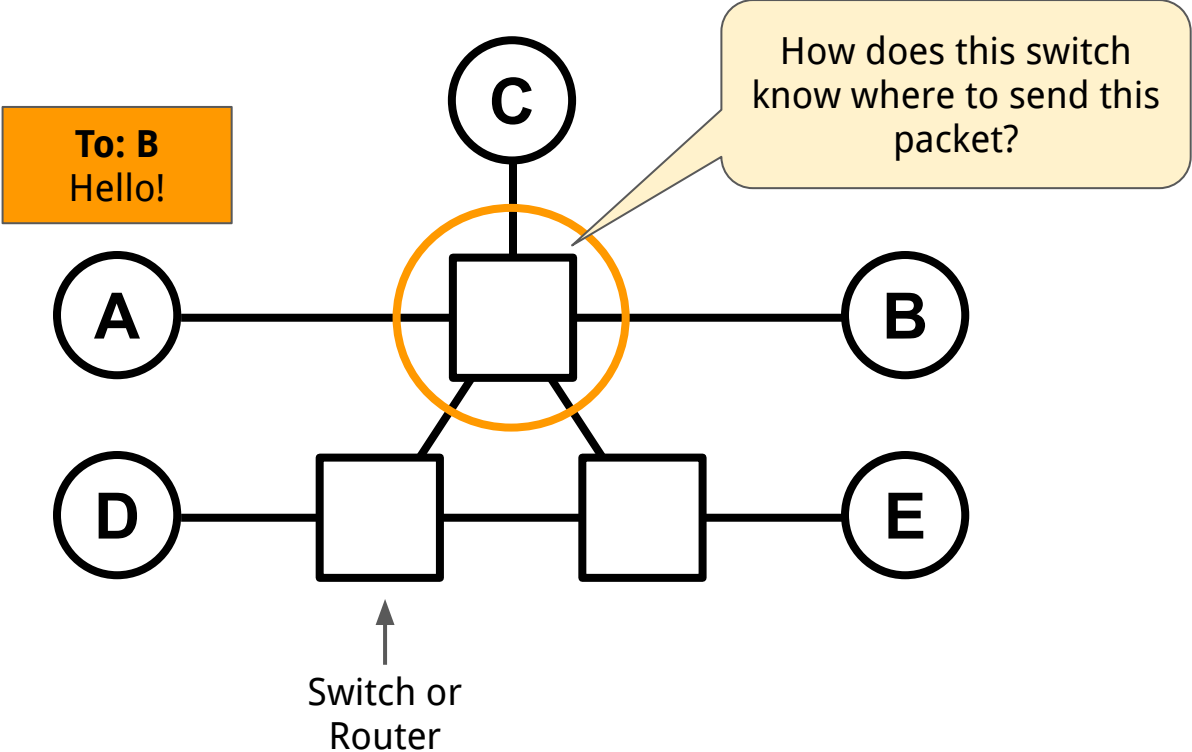 How does this switch
know where to send this
packet?
C
To: B
Hello!
A
B
D
E
Switch or
Router